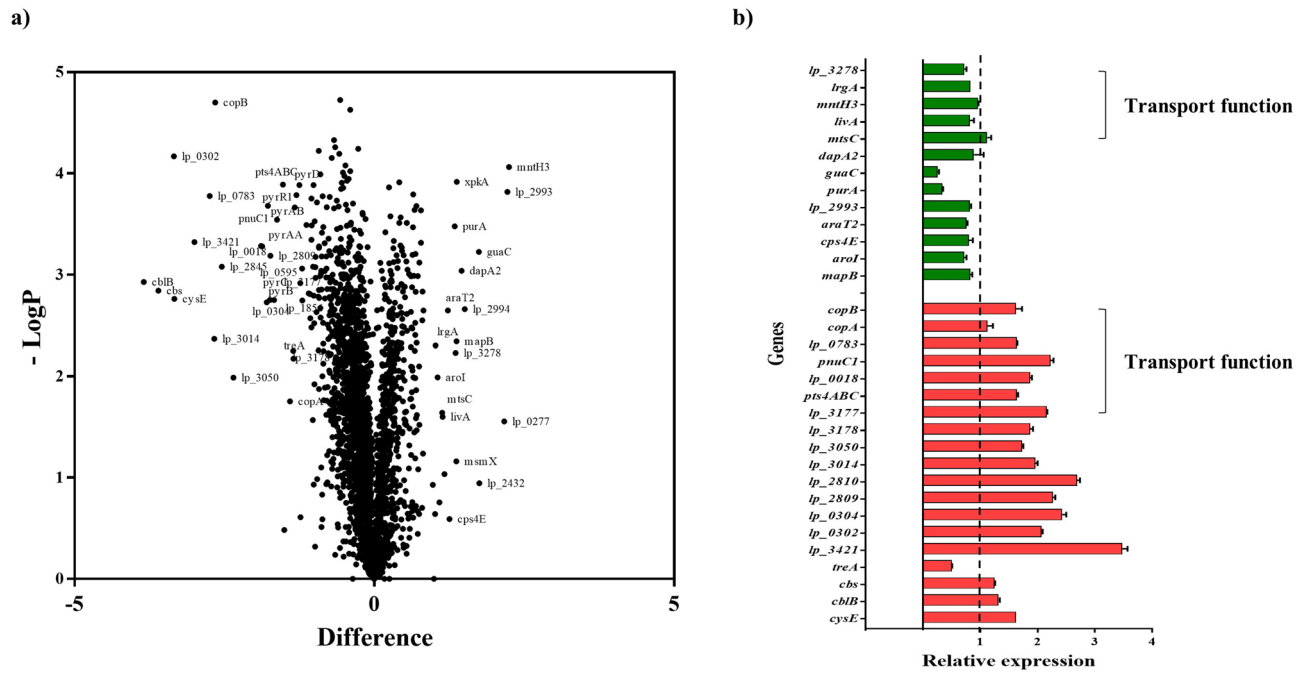 a)
b)
5
4
3
2
1
0
-5
0
5
- LogP
Difference
copB
lp_0302
pts4ABC
pyrD
lp_0783
pyrR1
pyrAB
pnuC1
pyrAA
lp_3421
lp_0018
lp_2809
lp_2845
lp_0595
cblB
pyrC
lp_3177
cbs
pyrB
cysE
lp_0304
lp_3014
treA
lp_3178
lp_3050
copA
mntH3
xpkA
lp_2993
purA
guaC
dapA2
araT2
lp_2994
lrgA
mapB
lp_3278
aroI
mtsC
livA
lp_0277
msmX
lp_2432
cps4E
Genes
lp_3278
lrgA
mntH3
livA
mtsC
dapA2
guaC
purA
lp_2993
araT2
cps4E
aroI
mapB
copB
copA
lp_0783
pnuC1
lp_0018
pts4ABC
lp_3177
lp_3178
lp_3050
lp_3014
lp_2810
lp_2809
lp_0304
lp_0302
lp_3421
treA
cbs
cblB
cysE
Transport function
Transport function
1
2
3
4
Relative expression